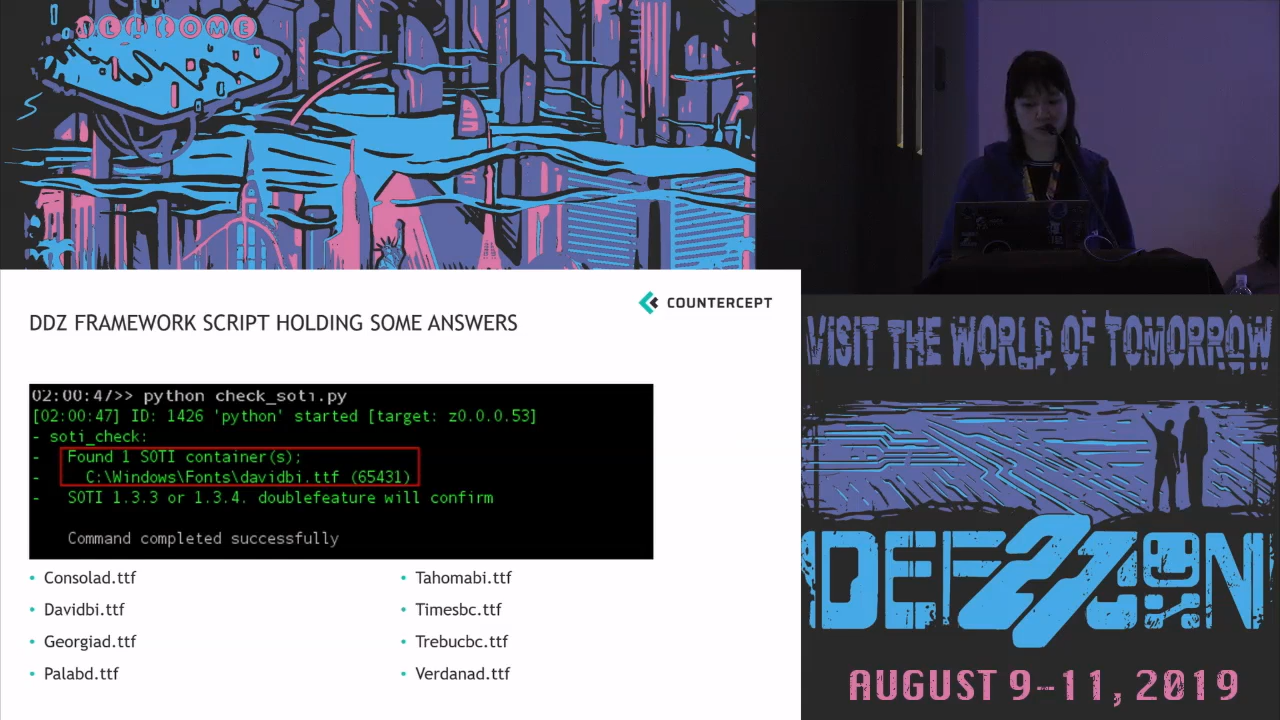 WELCOME
COUNTERCEPT
DDZ FRAMEWORK SCRIPT HOLDING SOME ANSWERS
02:00:47>> python check_soti.py
[02:00:47] ID: 1426 'python' started [target: z0.0.0.53]
- soti_check:
- Found 1 SOTI container(s);
- C:\Windows\Fonts\davidbi.ttf (65431)
- SOTI 1.3.3 or 1.3.4. doublefeature will confirm
Command completed successfully
• Consolad.ttf
• Davidbi.ttf
• Georgiad.ttf
• Palabd.ttf
• Tahomabi.ttf
• Timesbc.ttf
• Trebucbc.ttf
• Verdanad.ttf
VISIT THE WORLD OF TOMORROW
DEF27CON
AUGUST 9-11, 2019